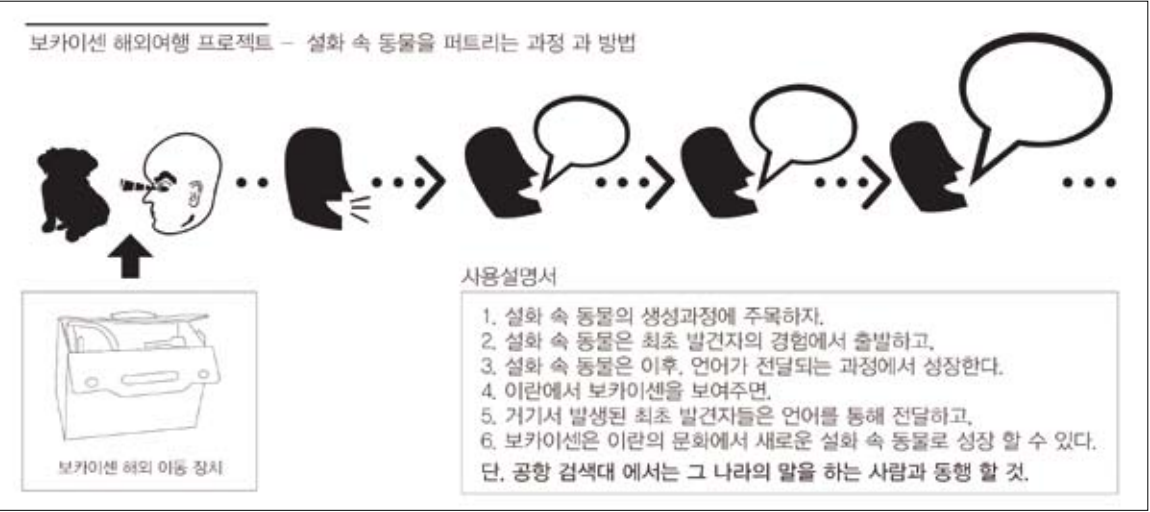 보카이센 해외여행 프로젝트 - 설화 속 동물을 퍼트리는 과정 과 방법
사용설명서
1. 설화 속 동물의 생성과정에 주목하자.
2. 설화 속 동물은 최초 발견자의 경험에서 출발하고,
3. 설화 속 동물은 이후, 언어가 전달되는 과정에서 성장한다.
4. 이란에서 보카이센을 보여주면,
5. 거기서 발생된 최초 발견자들은 언어를 통해 전달하고,
6. 보카이센은 이란의 문화에서 새로운 설화 속 동물로 성장 할 수 있다.
단, 공항 검색대 에서는 그 나라의 말을 하는 사람과 동행 할 것.
보카이센 해외 이동 장치